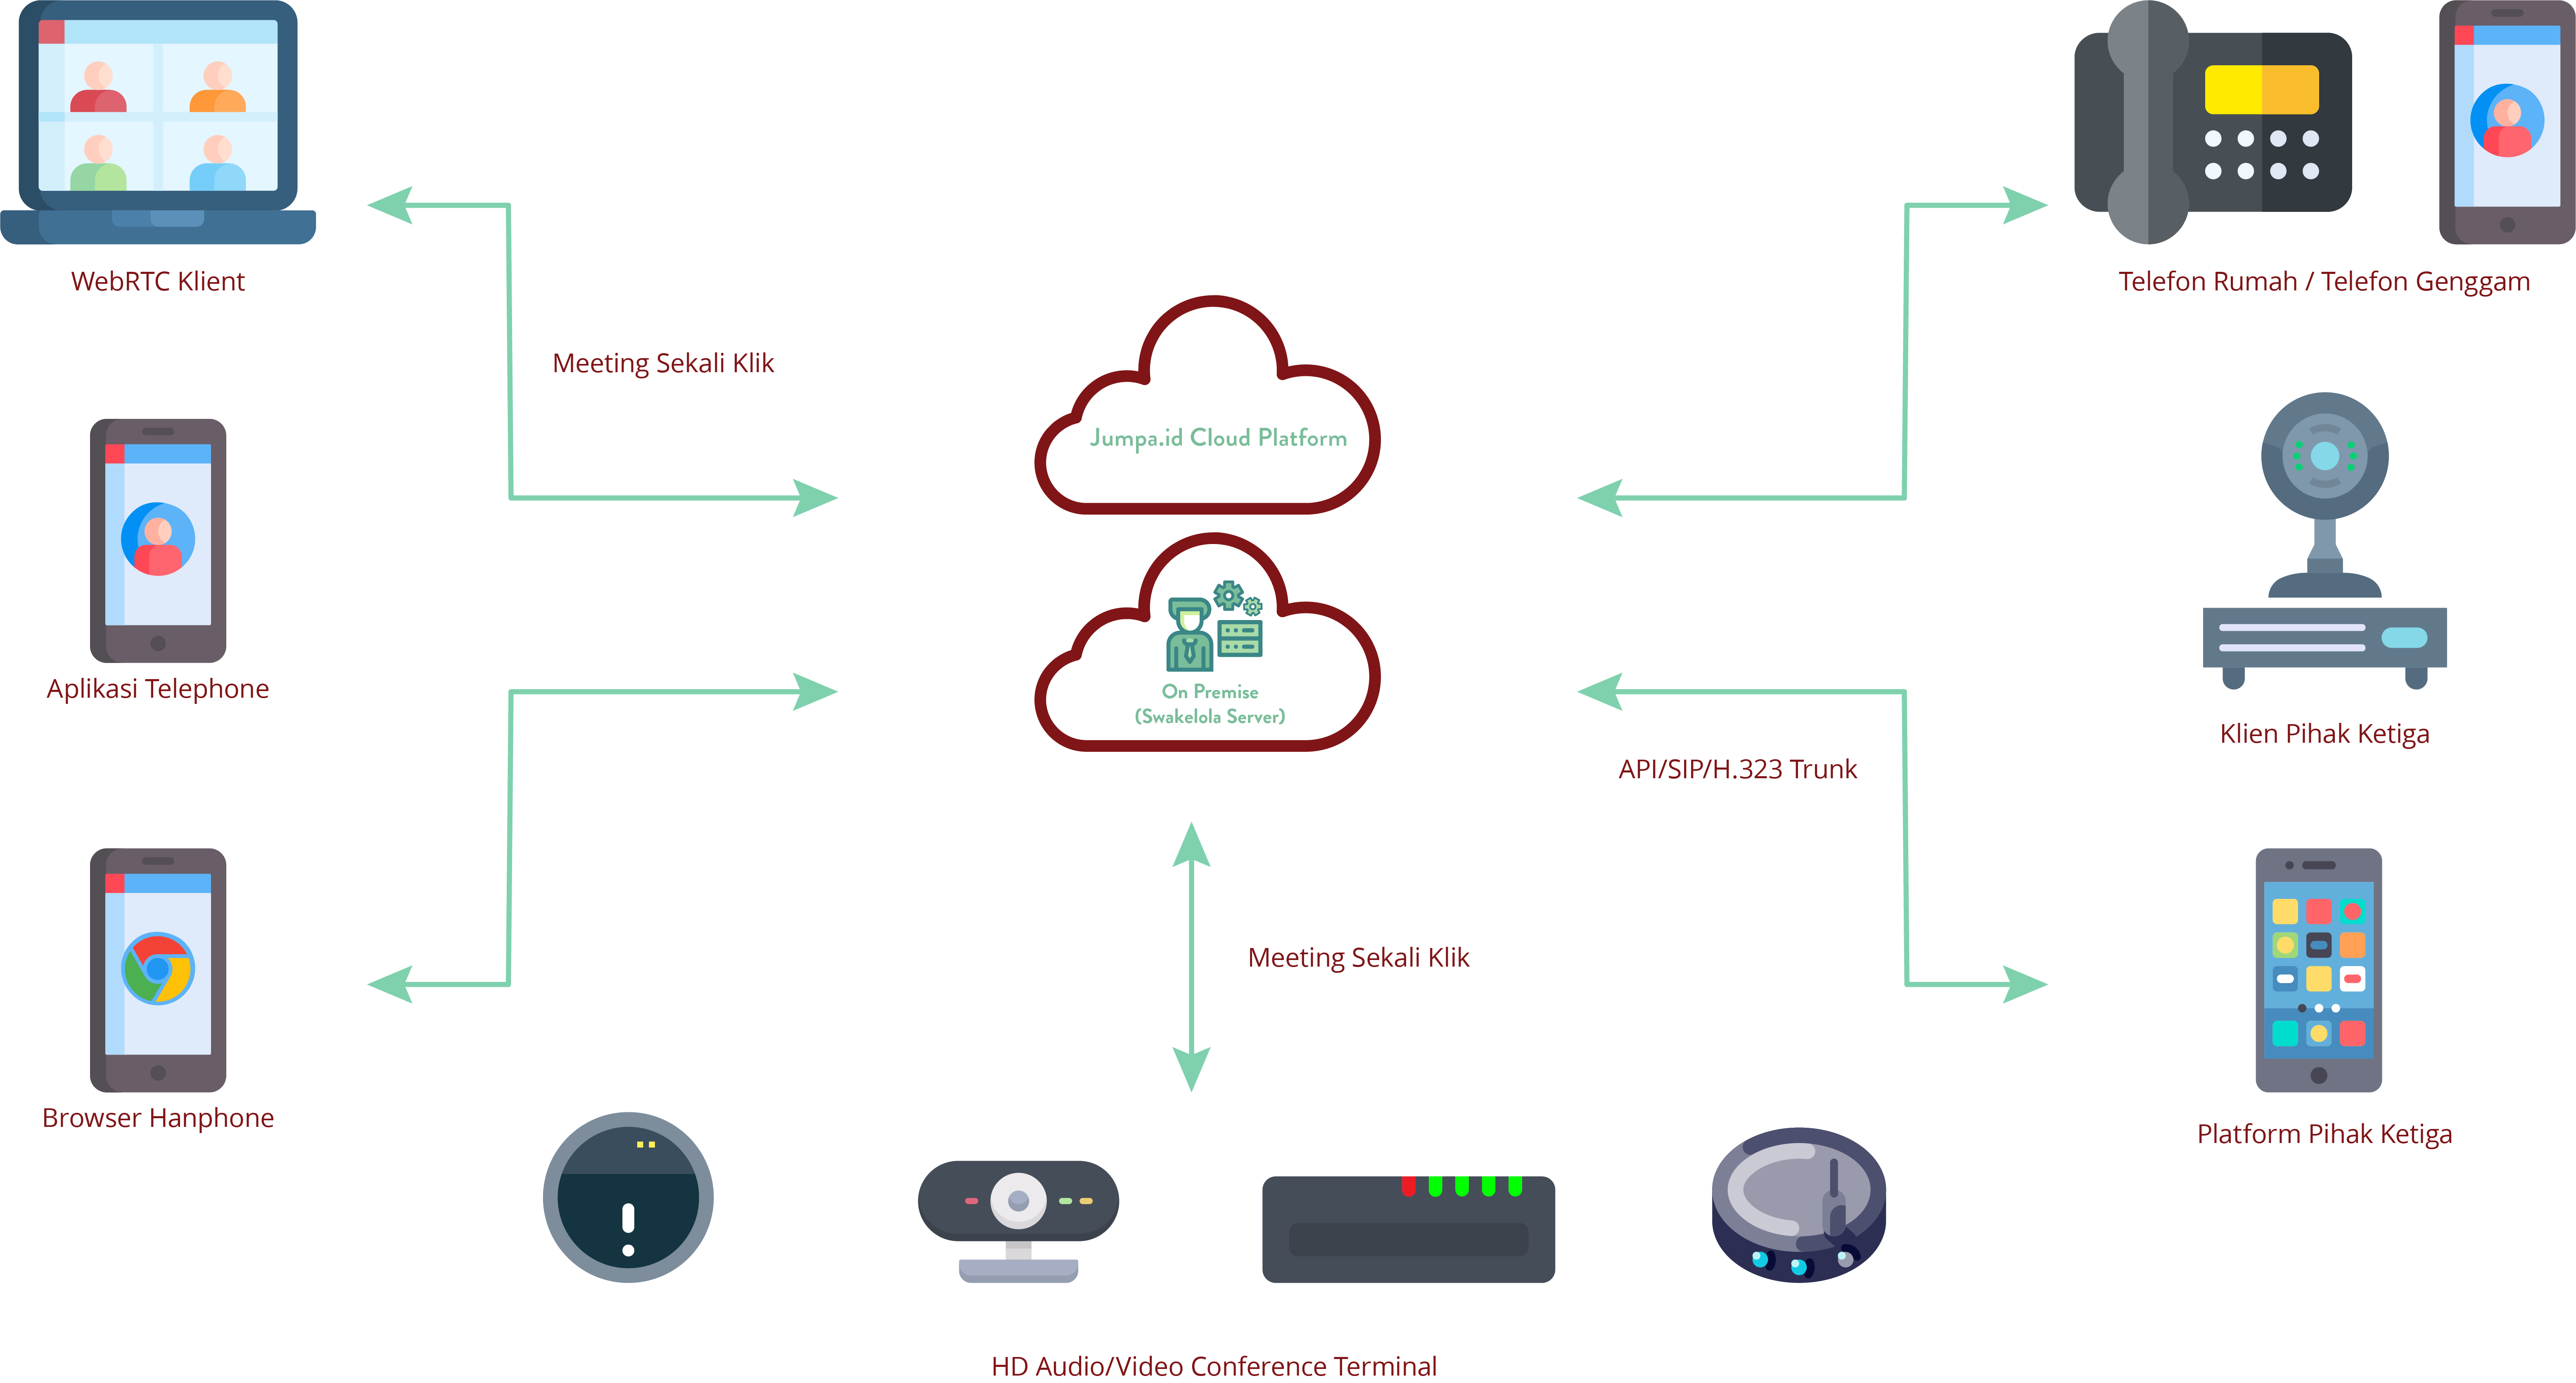 WebRTC Klient
Telefon Rumah / Telefon Genggam
Meeting Sekali Klik
Jumpa.id Cloud Platform
Aplikasi Telephone
On Premise
(Swakelola Server)
Klien Pihak Ketiga
API/SIP/H.323 Trunk
Meeting Sekali Klik
Browser Hanphone
Platform Pihak Ketiga
HD Audio/Video Conference Terminal